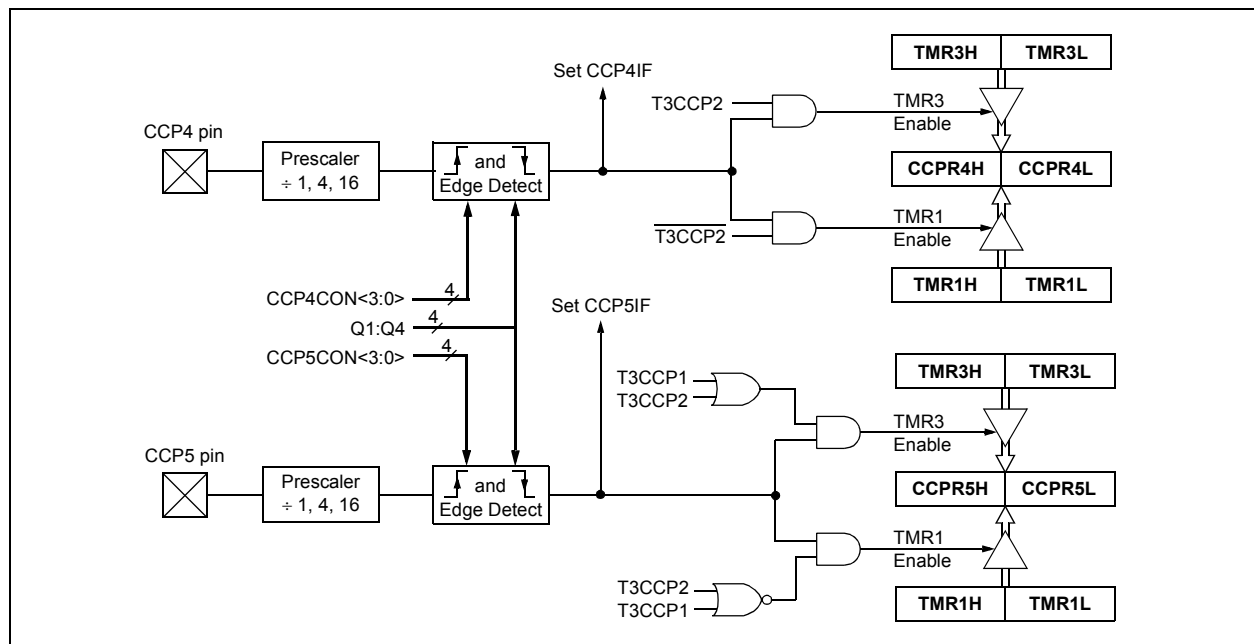 TMR3H TMR3L
Set CCP4IF
T3CCP2
TMR3
Enable
CCP4 pin
Prescaler
÷ 1, 4, 16
and
Edge Detect
CCPR4H CCPR4L
TMR1
Enable
T3CCP2
TMR1H TMR1L
CCP4CON<3:0> 4
Q1:Q4 4
CCP5CON<3:0> 4
Set CCP5IF
TMR3H TMR3L
T3CCP1
T3CCP2
TMR3
Enable
CCP5 pin
Prescaler
÷ 1, 4, 16
and
Edge Detect
CCPR5H CCPR5L
TMR1
Enable
T3CCP2
T3CCP1
TMR1H TMR1L